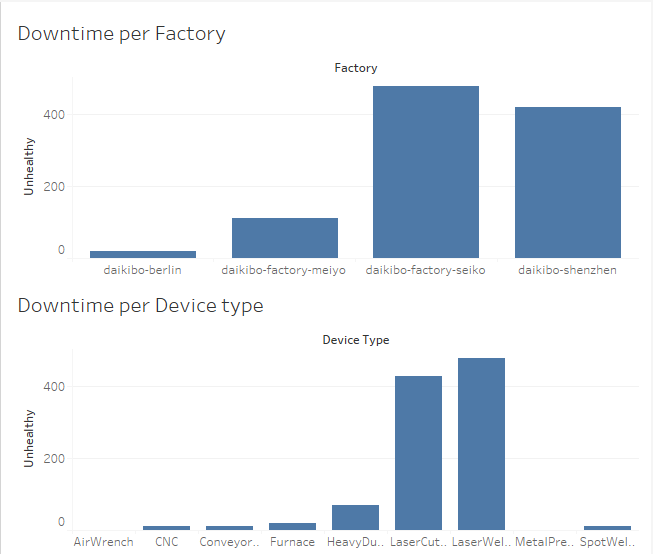 Downtime per Factory
Factory
400
Unhealthy
200
0
daikibo-berlin daikibo-factory-meiyo daikibo-factory-seiko daikibo-shenzhen
Downtime per Device type
Device Type
400
Unhealthy
200
0
AirWrench CNC Conveyor.. Furnace HeavyDu.. LaserCut.. LaserWel.. MetalPre.. SpotWel..